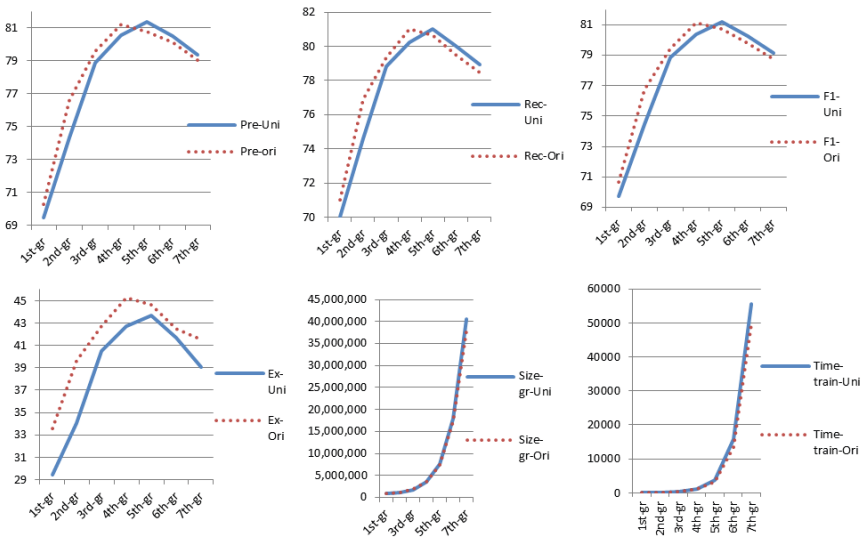 81
79
77
75
73
71
69
1st-gr
2nd-gr
3rd-gr
4th-gr
5th-gr
6th-gr
7th-gr
Pre-Uni
Pre-ori
82
80
78
76
74
72
70
1st-gr
2nd-gr
3rd-gr
4th-gr
5th-gr
6th-gr
7th-gr
Rec-
Uni
Rec-Ori
81
79
77
75
73
71
69
1st-gr
2nd-gr
3rd-gr
4th-gr
5th-gr
6th-gr
7th-gr
F1-
Uni
F1-
Ori
45
43
41
39
37
35
33
31
29
1st-gr
2nd-gr
3rd-gr
4th-gr
5th-gr
6th-gr
7th-gr
Ex-
Uni
Ex-
Ori
45,000,000
40,000,000
35,000,000
30,000,000
25,000,000
20,000,000
15,000,000
10,000,000
5,000,000
0
1st-gr
3rd-gr
5th-gr
7th-gr
Size-
gr-Uni
Size-
gr-Ori
60000
50000
40000
30000
20000
10000
0
1st-gr
2nd-gr
3rd-gr
4th-gr
5th-gr
6th-gr
7th-gr
Time-
train-Uni
Time-
train-Ori